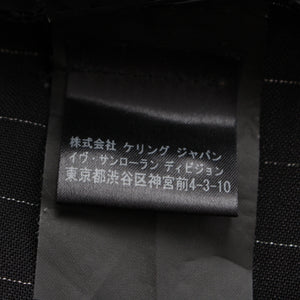 株式会社 ケリング ジャパン
イヴ・サンローラン ディビジョン
東京都渋谷区神宮前4-3-10